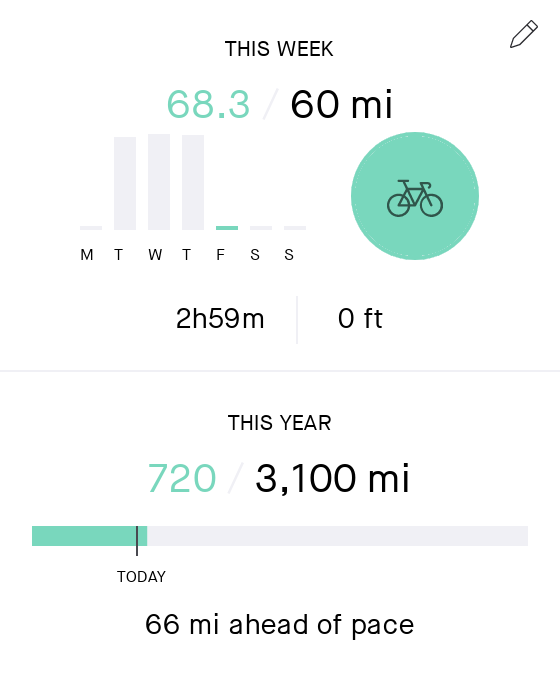 THIS WEEK
68.3 / 60 mi
M T W T F S S
2h59m 0 ft
THIS YEAR
720 / 3,100 mi
TODAY
66 mi ahead of pace